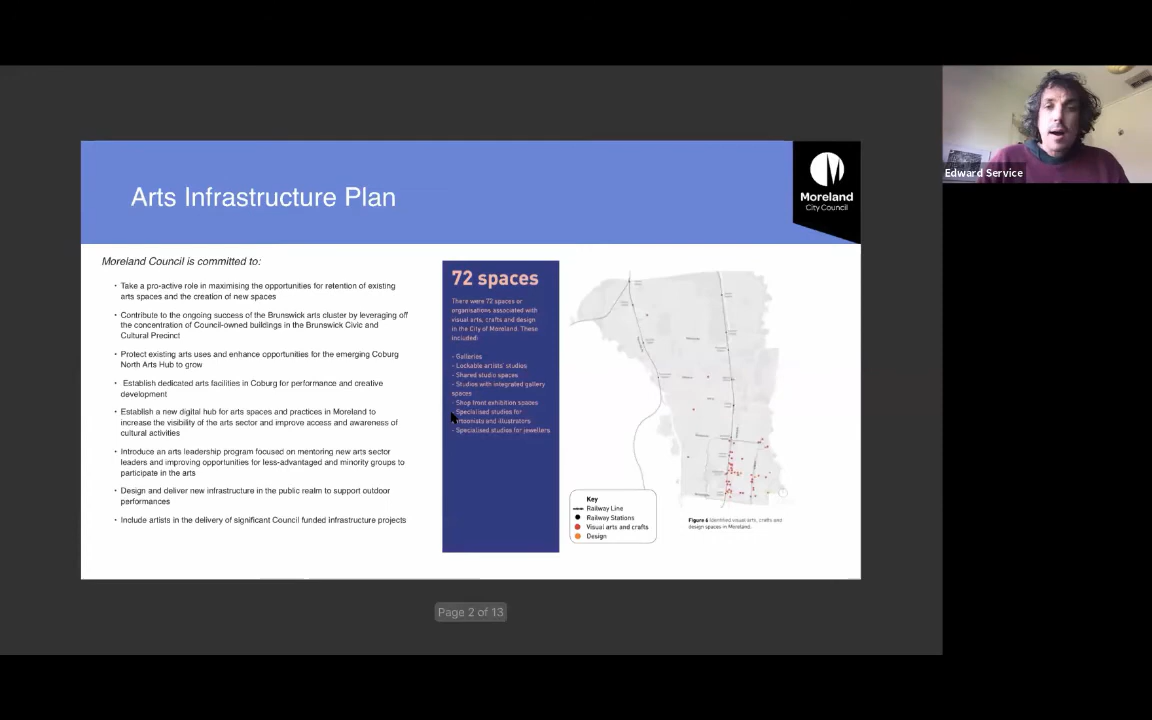 Arts Infrastructure Plan
Moreland
City Council
Edward Service
Moreland Council is committed to:
• Take a pro-active role in maximising the opportunities for retention of existing
arts spaces and the creation of new spaces
• Contribute to the ongoing success of the Brunswick arts cluster by leveraging off
the concentration of Council-owned buildings in the Brunswick Civic and
Cultural Precinct
• Protect existing arts uses and enhance opportunities for the emerging Coburg
North Arts Hub to grow
• Establish dedicated arts facilities in Coburg for performance and creative
development
• Establish a new digital hub for arts spaces and practices in Moreland to
increase the visibility of the arts sector and improve access and awareness of
cultural activities
• Introduce an arts leadership program focused on mentoring new arts sector
leaders and improving opportunities for less-advantaged and minority groups to
participate in the arts
• Design and deliver new infrastructure in the public realm to support outdoor
performances
• Include artists in the delivery of significant Council funded infrastructure projects
72 spaces
There were 72 spaces or
organisations associated with
visual arts, crafts and design
in the City of Moreland. These
included:
- Galleries
- Lockable artists' studios
- Shared studio spaces
- Studios with integrated gallery
spaces
- Shop front exhibition spaces
- Specialised studios for
and illustrators
- Specialised studios for jewellers
Key
Railway Line
Railway Stations
Visual arts and crafts
Design
Figure 6 Identified visual arts, crafts and
design spaces in Moreland.
Page 2 of 13